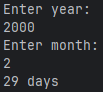 Enter year:
2000
Enter month:
2
29 days